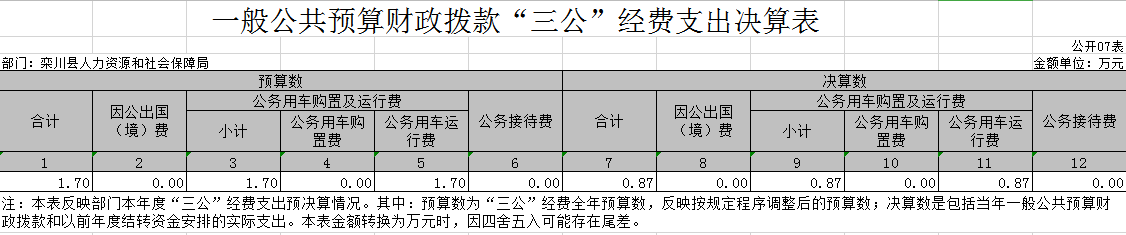 一般公共预算财政拨款“三公”经费支出决算表
公开07表
部门：栾川县人力资源和社会保障局 金额单位：万元
预算数 决算数
合计 因公出国（境）费 公务用车购置及运行费 公务接待费 合计 因公出国（境）费 公务用车购置及运行费 公务接待费
小计 公务用车购置费 公务用车运行费 小计 公务用车购置费 公务用车运行费
1 2 3 4 5 6 7 8 9 10 11 12
1.70 0.00 1.70 0.00 1.70 0.00 0.87 0.00 0.87 0.00 0.87 0.00
注：本表反映部门本年度“三公”经费支出预决算情况。其中：预算数为“三公”经费全年预算数，反映按规定程序调整后的预算数；决算数是包括当年一般公共预算财
政拨款和以前年度结转资金安排的实际支出。本表金额转换为万元时，因四舍五入可能存在尾差。